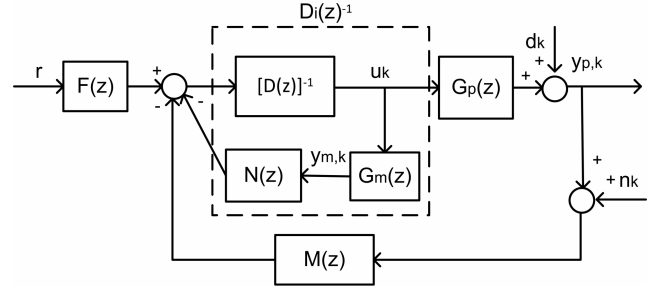 Di(z)-1
dk
r
F(z)
+
-
-
[D(z)]-1
uk
Gp(z)
+
+
yp,k
N(z)
ym,k
Gm(z)
+
+ nk
M(z)